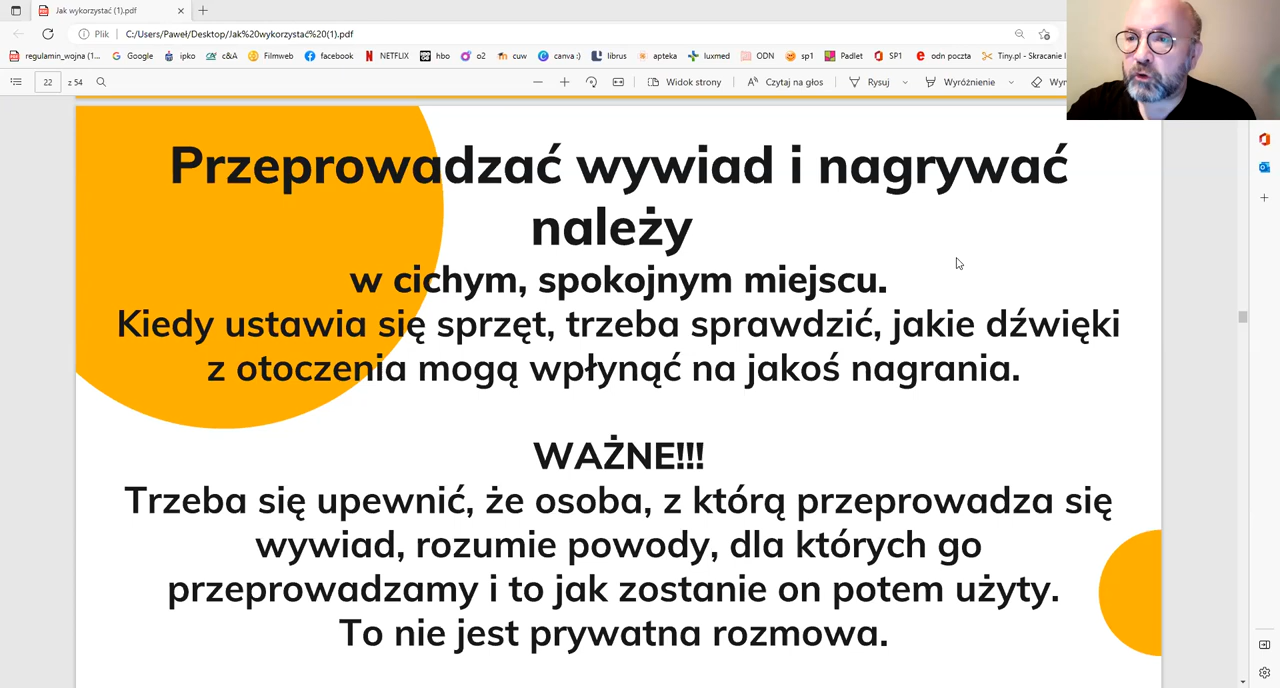 Jak wykorzystać (1).pdf
Plik C:/Users/Paweł/Desktop/Jak%20wykorzystać%20(1).pdf
regulamin_wojna (1... Google ipko c&A Filmweb facebook NETFLIX hbo o2 cuw canva :) librus apteka luxmed ODN sp1 Padlet SP1 odn poczta Tiny.pl - Skracanie l
22 z 54 Widok strony Czytaj na głos Rysuj Wyróżnienie
Przeprowadzać wywiad i nagrywać
należy
w cichym, spokojnym miejscu.
Kiedy ustawia się sprzęt, trzeba sprawdzić, jakie dźwięki
z otoczenia mogą wpłynąć na jakoś nagrania.
WAŻNE!!!
Trzeba się upewnić, że osoba, z którą przeprowadza się
wywiad, rozumie powody, dla których go
przeprowadzamy i to jak zostanie on potem użyty.
To nie jest prywatna rozmowa.